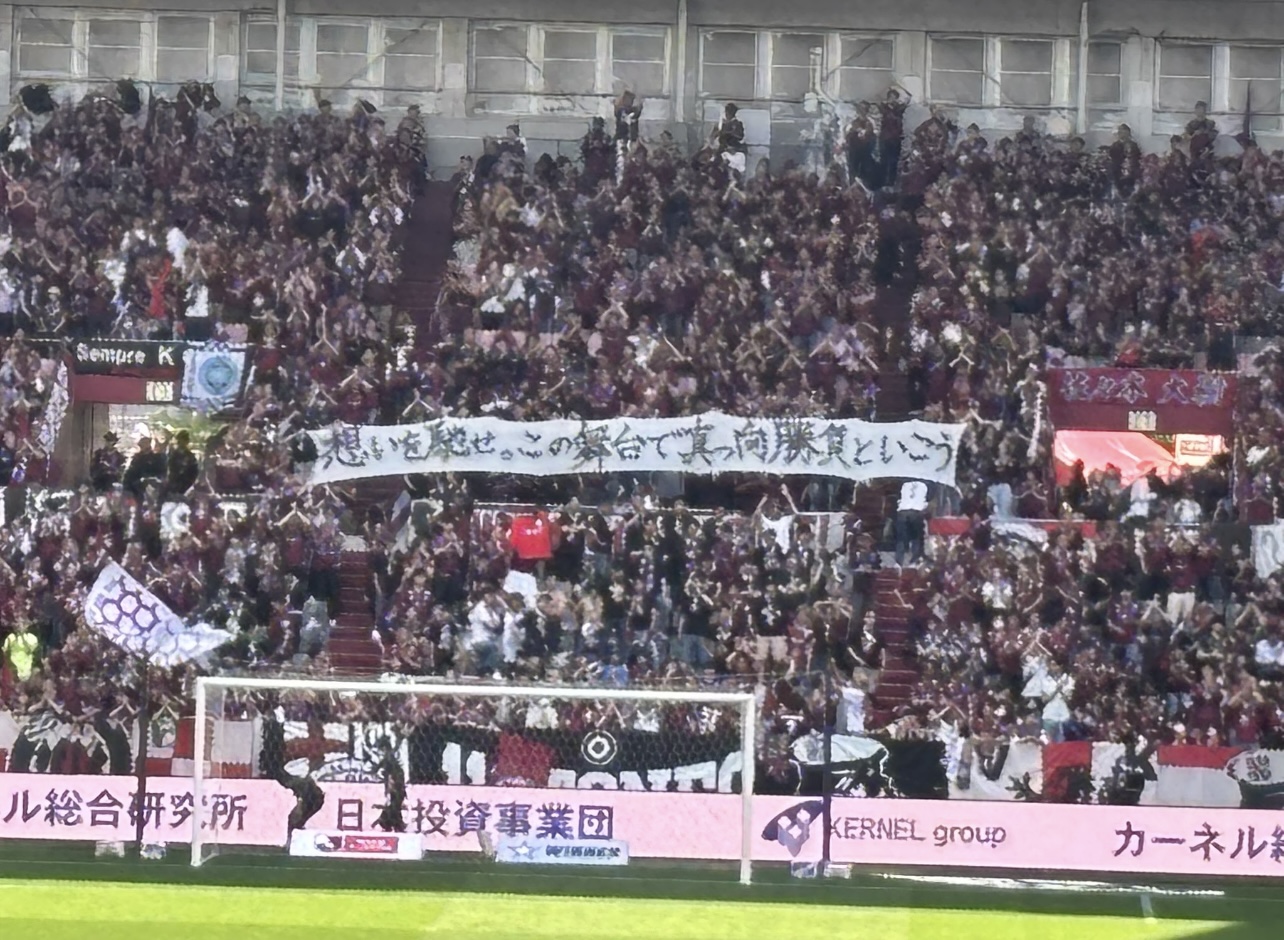 Sempre K
想いを馳せ。この舞台で真っ向勝負といこう
ル総合研究所
日本投資事業団
KERNEL group
カーネル総